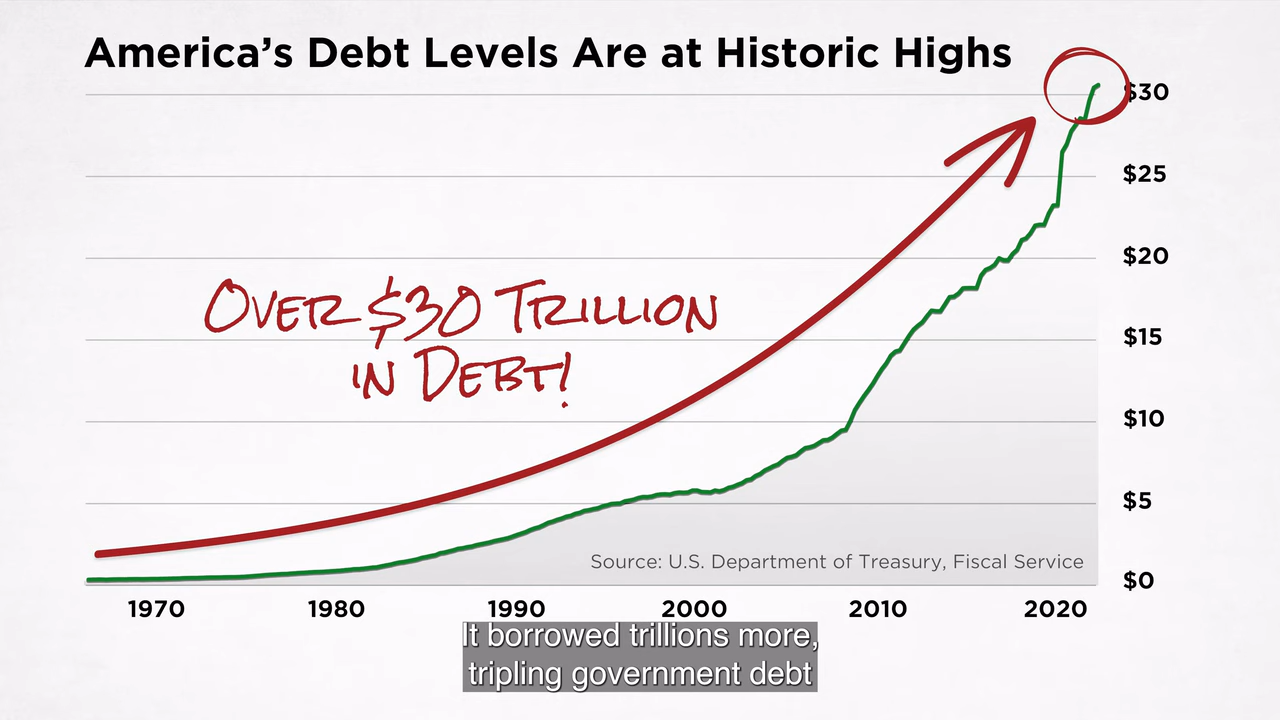 America’s Debt Levels Are at Historic Highs
$30
$25
$20
OVER $30 TRILLION
IN DEBT!
$15
$10
$5
Source: U.S. Department of Treasury, Fiscal Service
$0
1970 1980 1990 2000 2010 2020
It borrowed trillions more,
tripling government debt